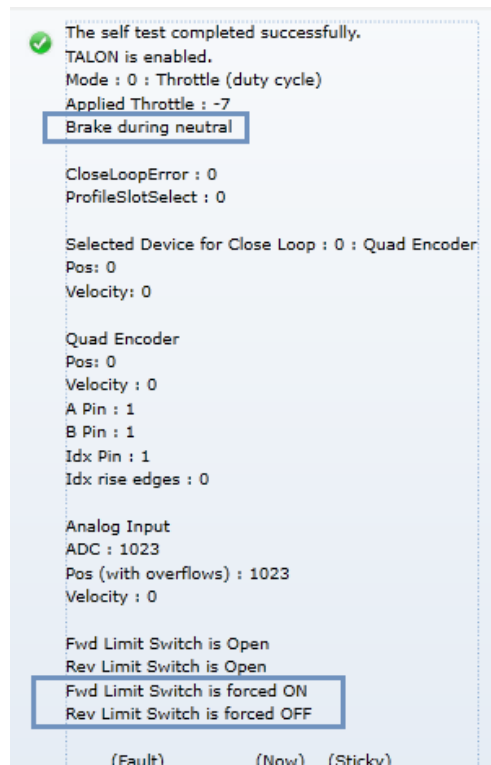 The self test completed successfully.
TALON is enabled.
Mode : 0 : Throttle (duty cycle)
Applied Throttle : -7
Brake during neutral
CloseLoopError : 0
ProfileSlotSelect : 0
Selected Device for Close Loop : 0 : Quad Encoder
Pos: 0
Velocity: 0
Quad Encoder
Pos: 0
Velocity : 0
A Pin : 1
B Pin : 1
Idx Pin : 1
Idx rise edges : 0
Analog Input
ADC : 1023
Pos (with overflows) : 1023
Velocity : 0
Fwd Limit Switch is Open
Rev Limit Switch is Open
Fwd Limit Switch is forced ON
Rev Limit Switch is forced OFF
(Fault) (Now) (Sticky)